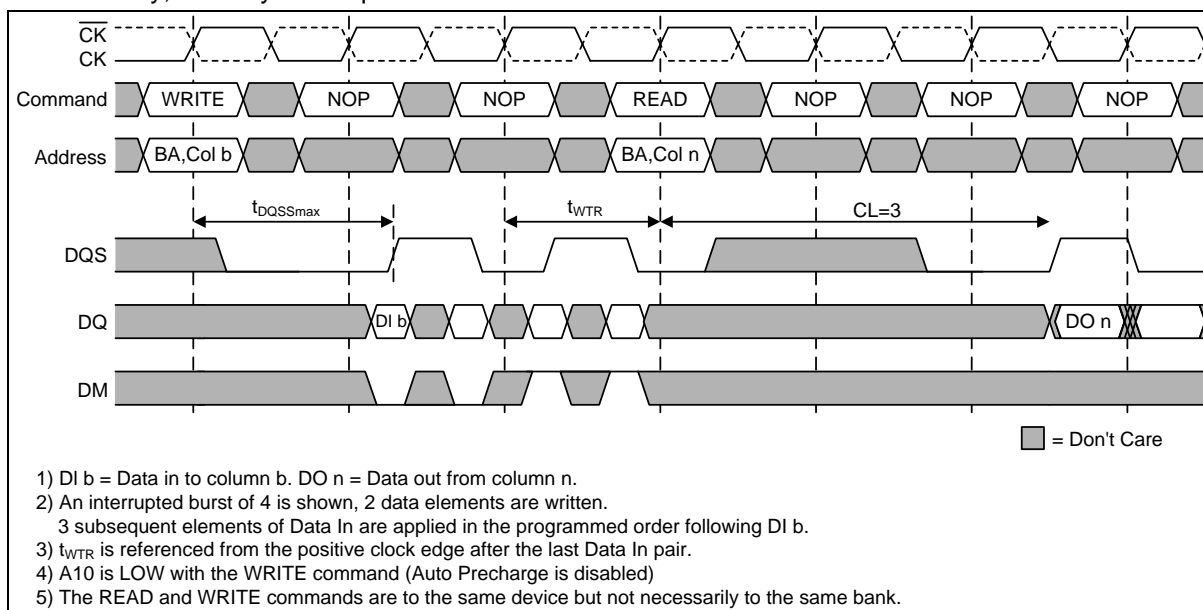 CK
CK
Command WRITE NOP NOP READ NOP NOP NOP
Address BA,Col b BA,Col n
tDQSSmax tWTR CL=3
DQS
DQ DI b DO n
DM
= Don't Care
1) DI b = Data in to column b. DO n = Data out from column n.
2) An interrupted burst of 4 is shown, 2 data elements are written.
3 subsequent elements of Data In are applied in the programmed order following DI b.
3) tWTR is referenced from the positive clock edge after the last Data In pair.
4) A10 is LOW with the WRITE command (Auto Precharge is disabled)
5) The READ and WRITE commands are to the same device but not necessarily to the same bank.